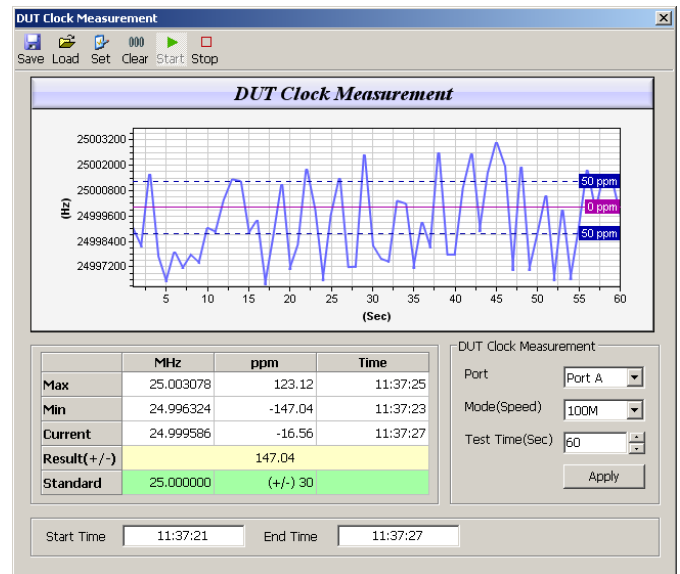 DUT Clock Measurement
000
Save Load Set Clear Start Stop
DUT Clock Measurement
25003200
25002000
25000800
24999600
24998400
24997200
(Hz)
50 ppm
0 ppm
50 ppm
5 10 15 20 25 30 35 40 45 50 55 60
(Sec)
MHz ppm Time
Max 25.003078 123.12 11:37:25
Min 24.996324 -147.04 11:37:23
Current 24.999586 -16.56 11:37:27
Result(+/-) 147.04
Standard 25.000000 (+/-) 30
DUT Clock Measurement
Port Port A
Mode(Speed) 100M
Test Time(Sec) 60
Apply
Start Time 11:37:21 End Time 11:37:27